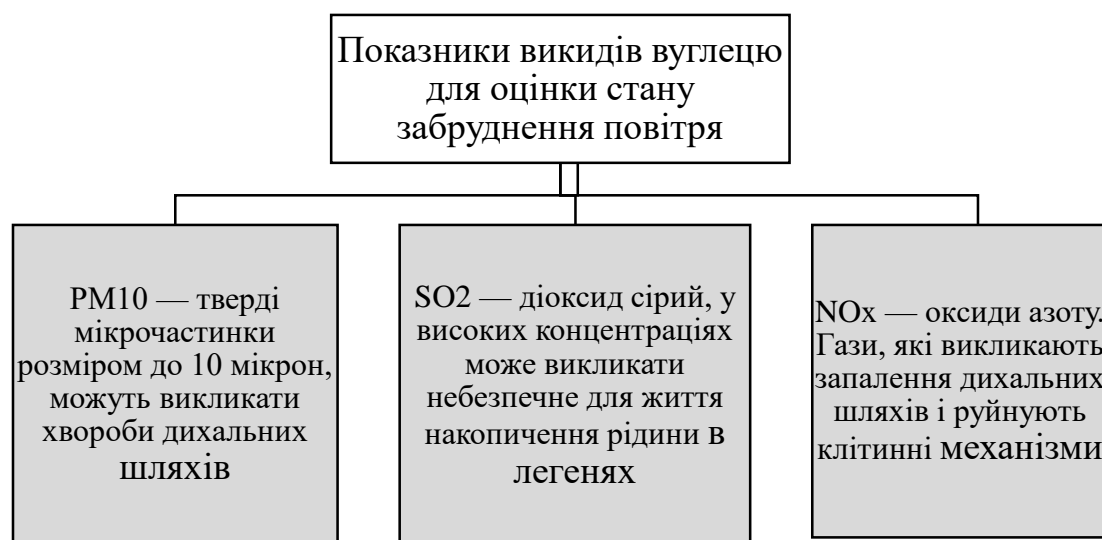 Показники викидів вуглецю
для оцінки стану
забруднення повітря
PM10 — тверді
мікрочастинки
розміром до 10 мікрон,
можуть викликати
хвороби дихальних
шляхів
SO2 — діоксид сірий, у
високих концентраціях
може викликати
небезпечне для життя
накопичення рідини в
легенях
NOx — оксиди азоту.
Гази, які викликають
запалення дихальних
шляхів і руйнують
клітинні механізми